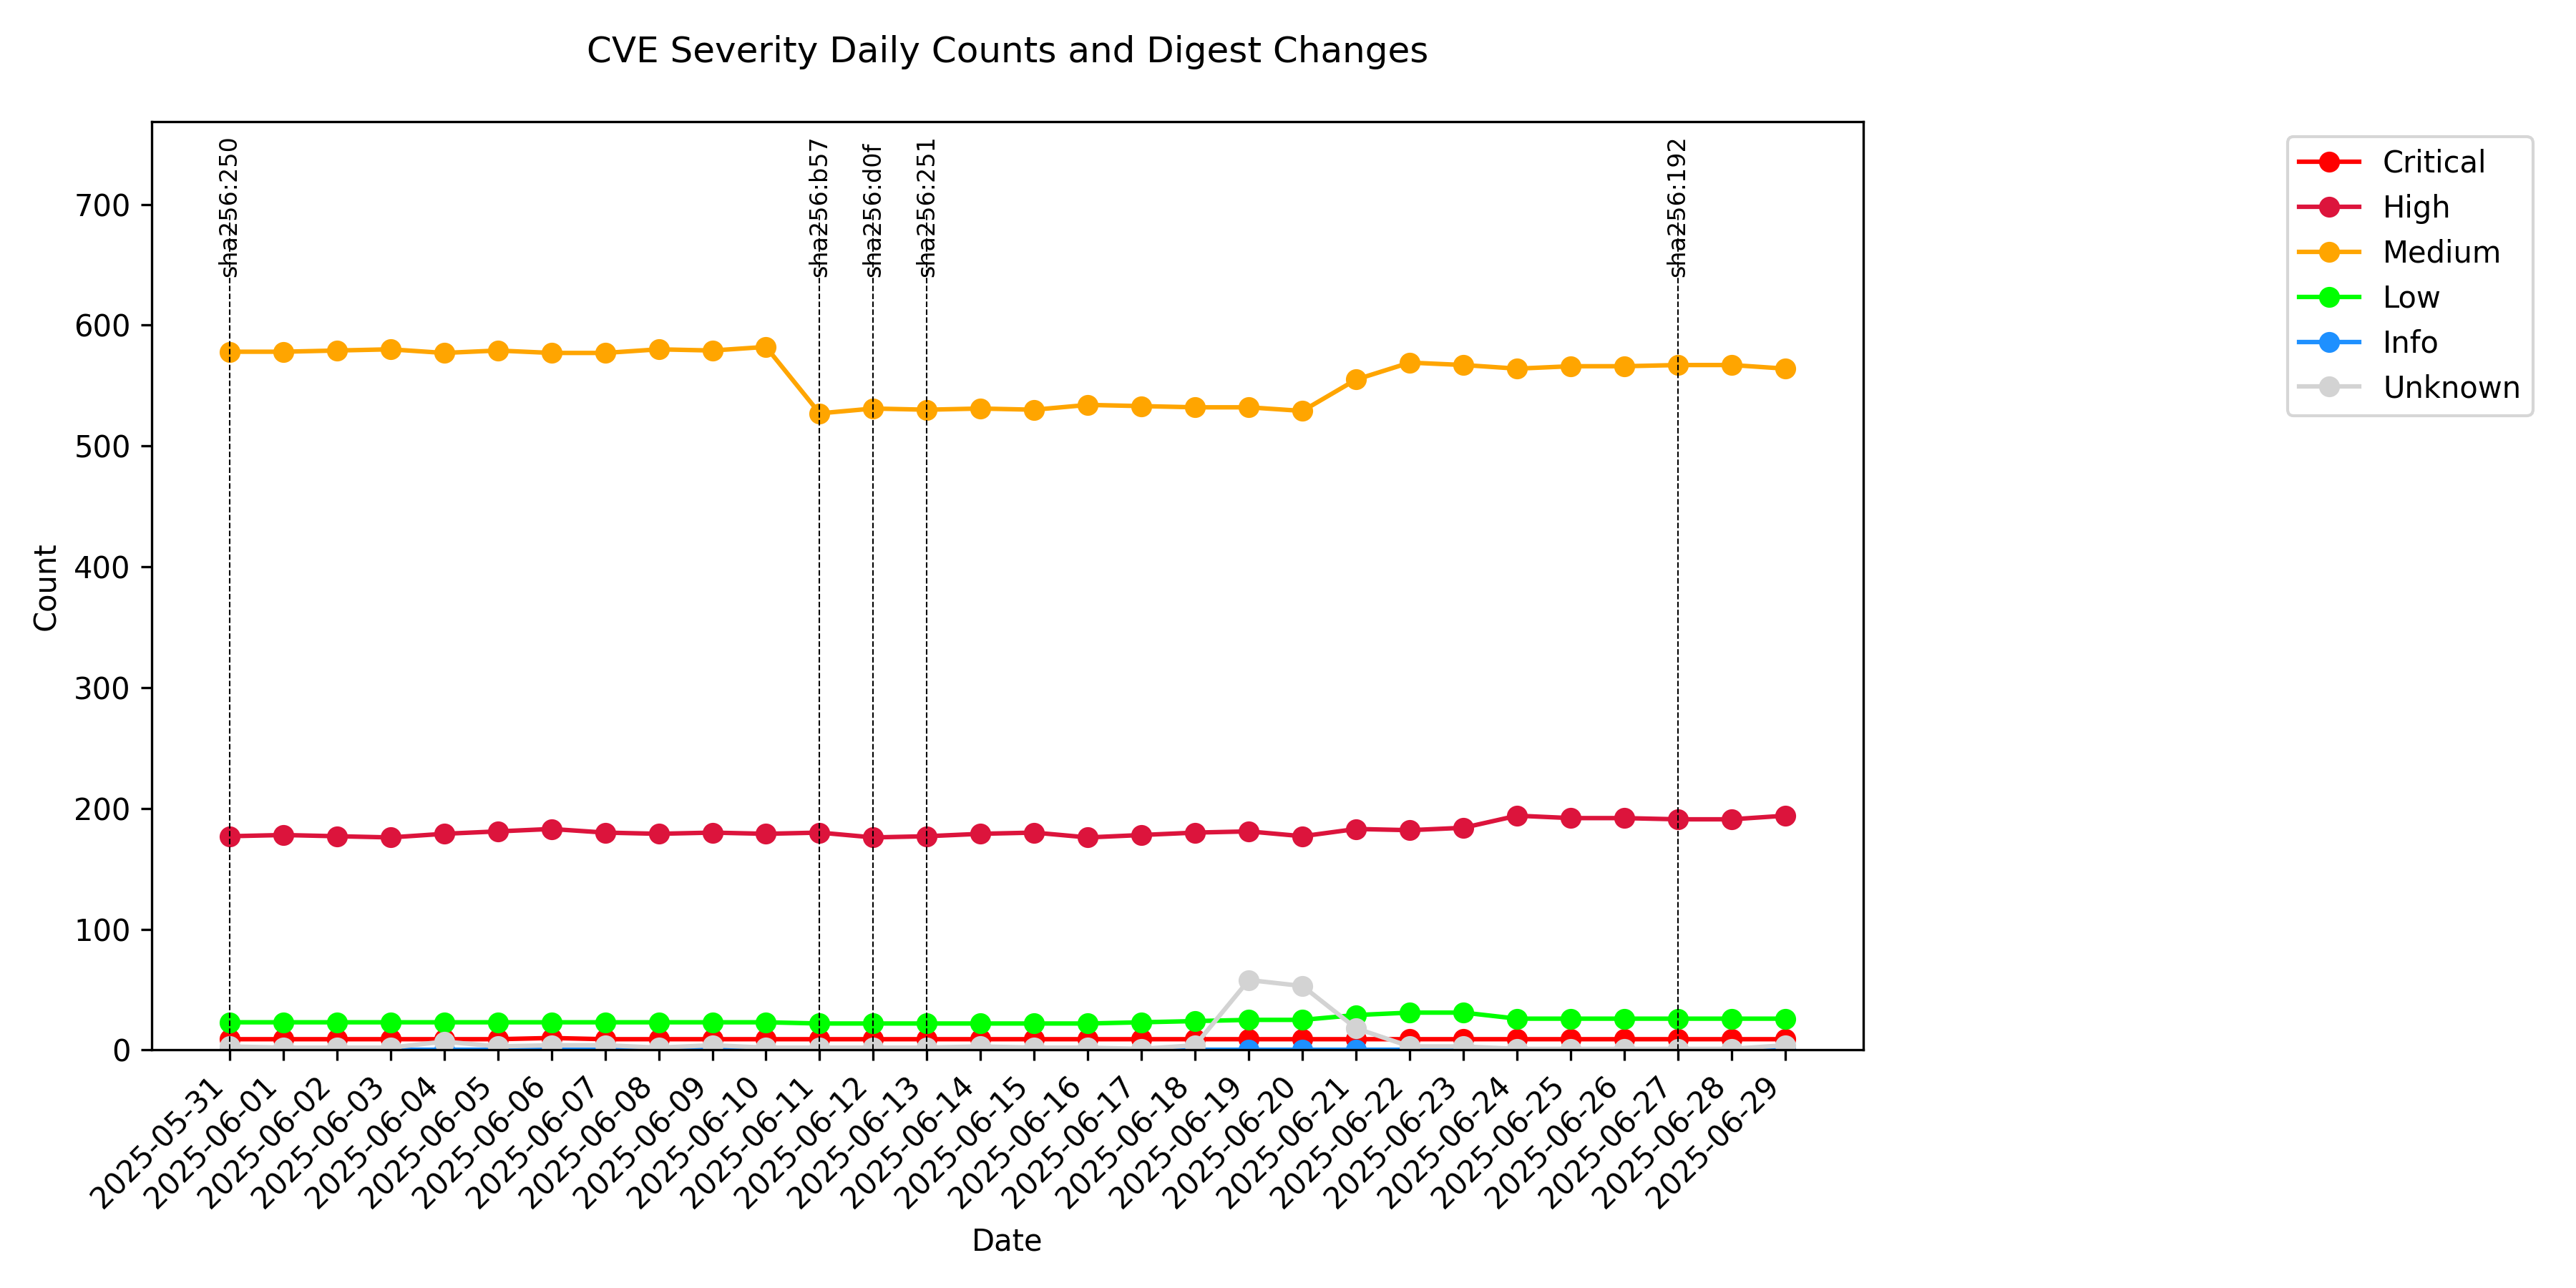 CVE Severity Daily Counts and Digest Changes
sha256:250
sha256:b57
sha256:d0f
sha256:251
sha256:192
Critical
High
Medium
Low
Info
Unknown
700
600
500
400
300
200
100
0
Count
2025-05-31
2025-06-01
2025-06-02
2025-06-03
2025-06-04
2025-06-05
2025-06-06
2025-06-07
2025-06-08
2025-06-09
2025-06-10
2025-06-11
2025-06-12
2025-06-13
2025-06-14
2025-06-15
2025-06-16
2025-06-17
2025-06-18
2025-06-19
2025-06-20
2025-06-21
2025-06-22
2025-06-23
2025-06-24
2025-06-25
2025-06-26
2025-06-27
2025-06-28
2025-06-29
Date